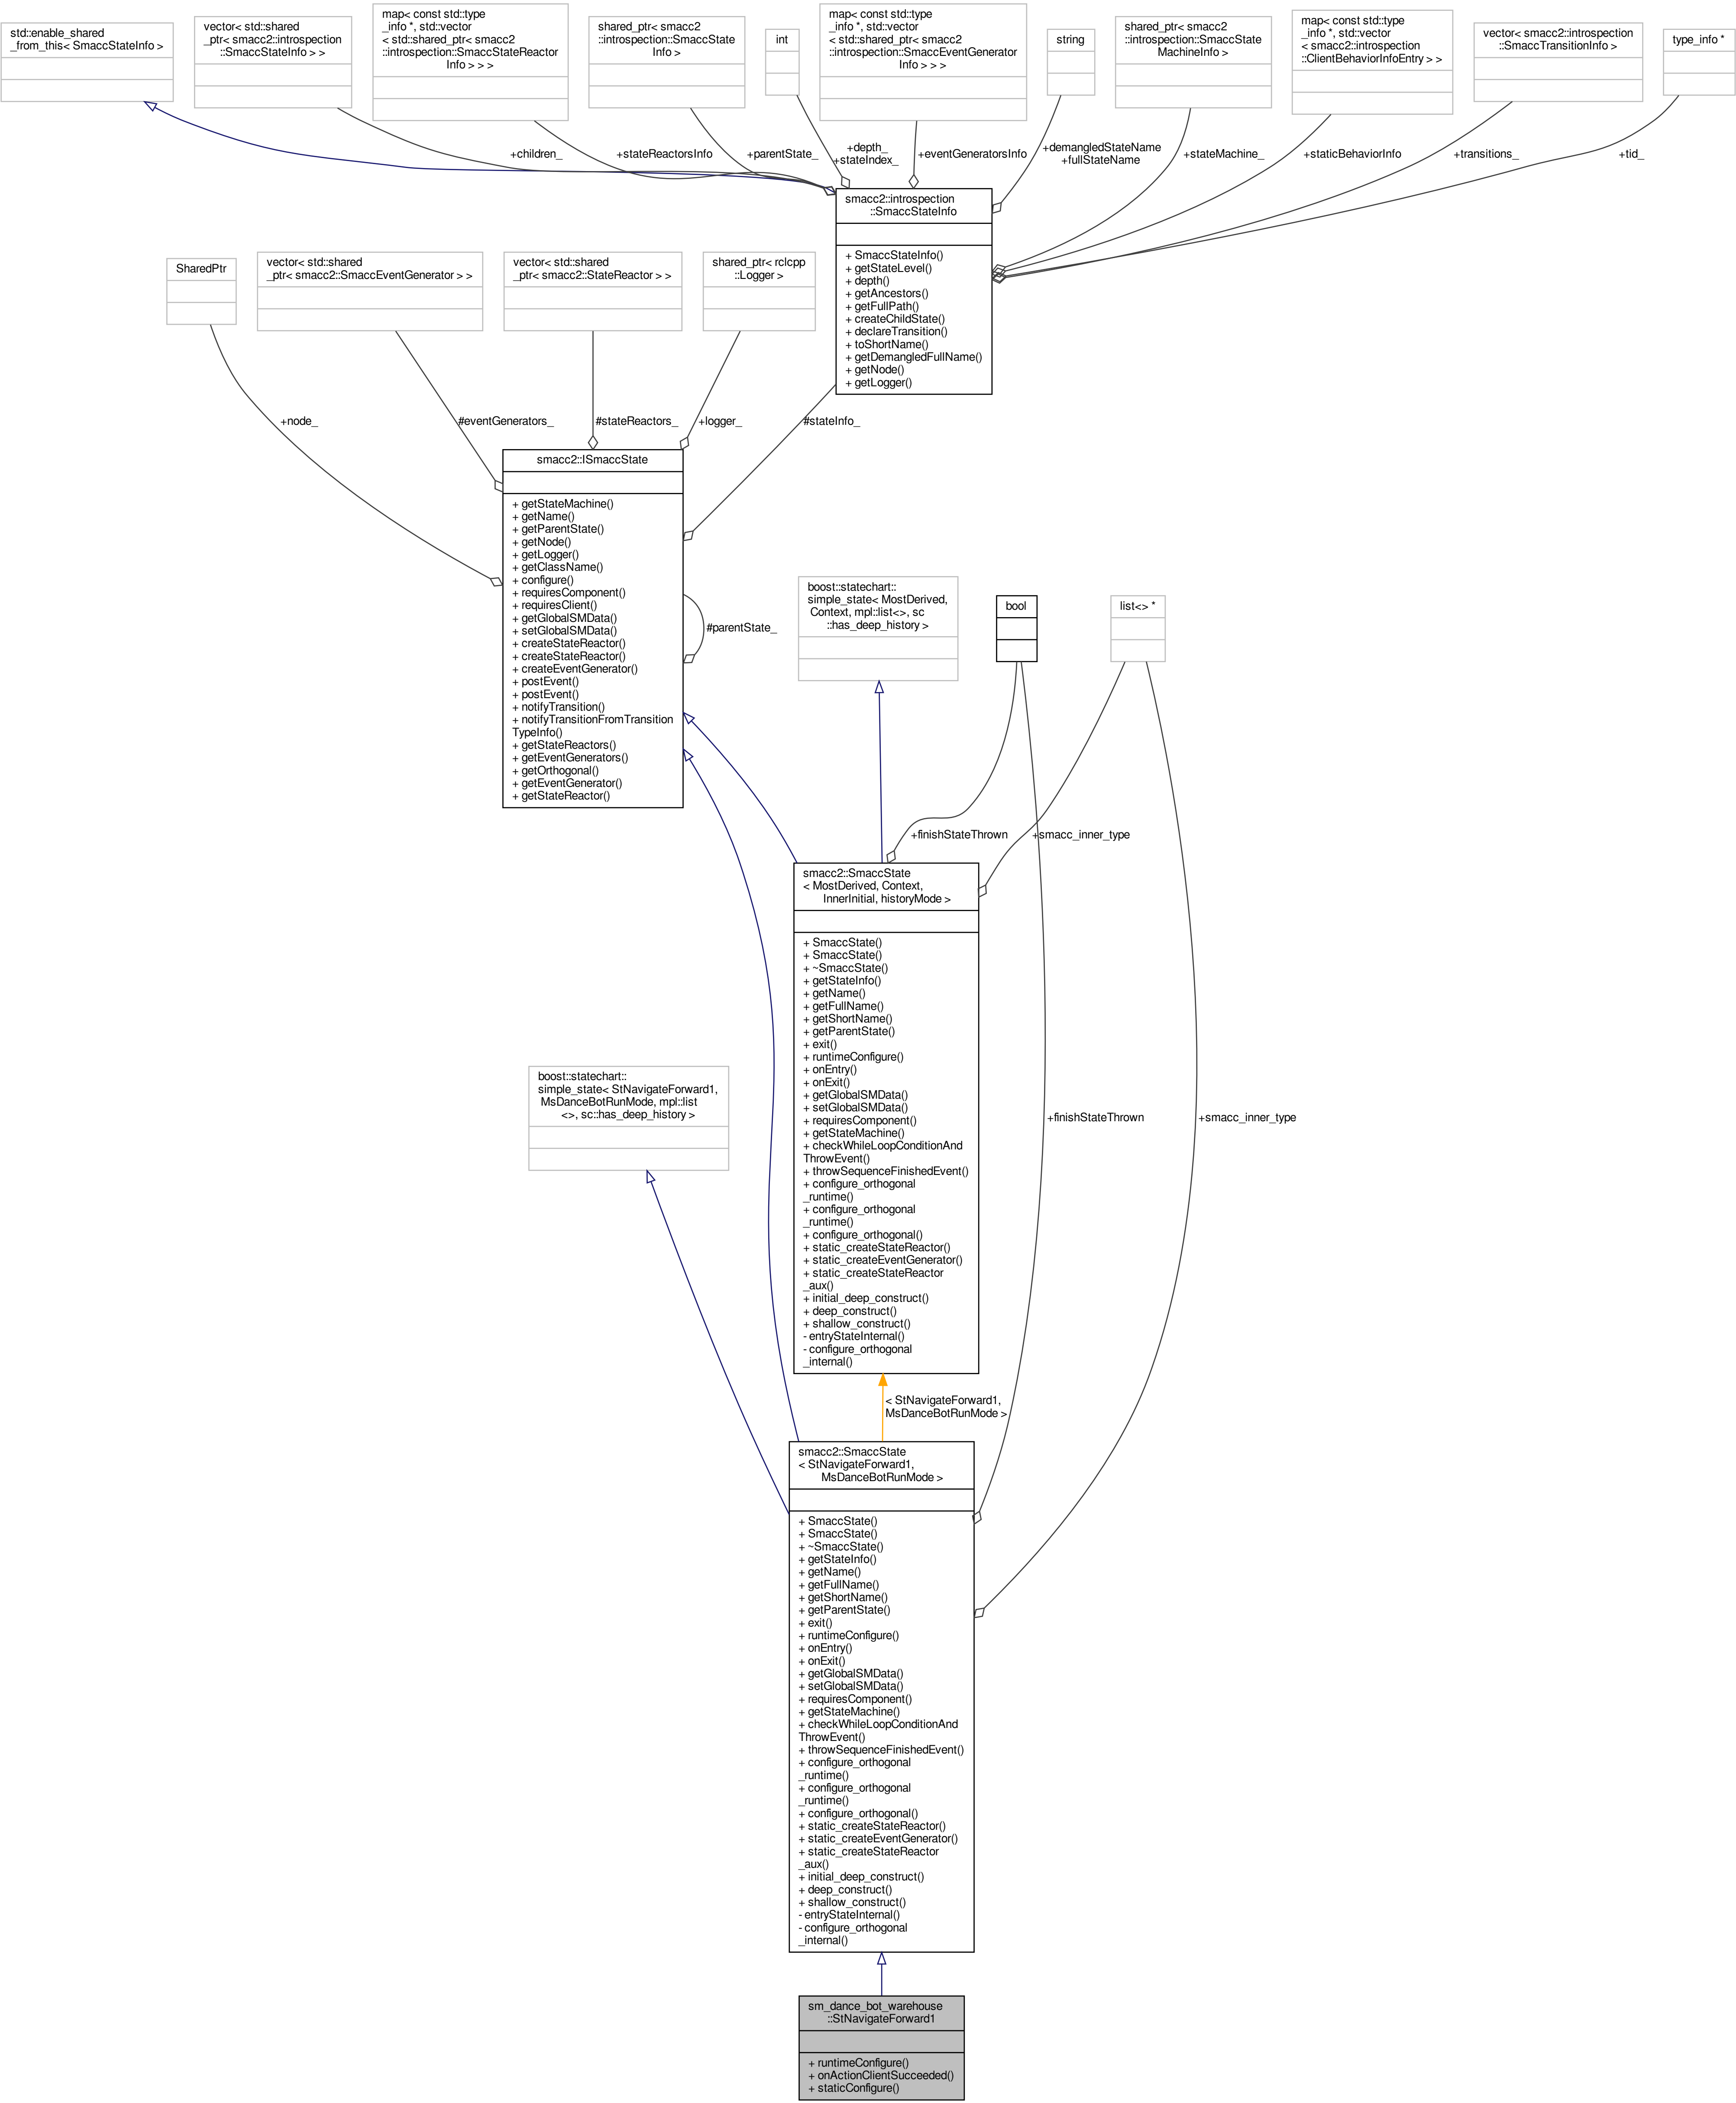 std::enable_shared
_from_this< SmaccStateInfo >
vector< std::shared
_ptr< smacc2::introspection
::SmaccStateInfo > >
map< const std::type
_info *, std::vector
< std::shared_ptr< smacc2
::introspection::SmaccStateReactor
Info > > >
shared_ptr< smacc2
::introspection::SmaccState
Info >
int
map< const std::type
_info *, std::vector
< std::shared_ptr< smacc2
::introspection::SmaccEventGenerator
Info > > >
string
shared_ptr< smacc2
::introspection::SmaccState
MachineInfo >
map< const std::type
_info *, std::vector
< smacc2::introspection
::ClientBehaviorInfoEntry > >
vector< smacc2::introspection
::SmaccTransitionInfo >
type_info *
+children_
+stateReactorsInfo
+parentState_
+depth_
+stateIndex_
+eventGeneratorsInfo
+demangledStateName
+fullStateName
+stateMachine_
+staticBehaviorInfo
+transitions_
+tid_
smacc2::introspection
::SmaccStateInfo
+ SmaccStateInfo()
+ getStateLevel()
+ depth()
+ getAncestors()
+ getFullPath()
+ createChildState()
+ declareTransition()
+ toShortName()
+ getDemangledFullName()
+ getNode()
+ getLogger()
SharedPtr
vector< std::shared
_ptr< smacc2::SmaccEventGenerator > >
vector< std::shared
_ptr< smacc2::StateReactor > >
shared_ptr< rclcpp
::Logger >
+node_
#eventGenerators_
#stateReactors_
+logger_
#stateInfo_
smacc2::ISmaccState
+ getStateMachine()
+ getName()
+ getParentState()
+ getNode()
+ getLogger()
+ getClassName()
+ configure()
+ requiresComponent()
+ requiresClient()
+ getGlobalSMData()
+ setGlobalSMData()
+ createStateReactor()
+ createStateReactor()
+ createEventGenerator()
+ postEvent()
+ postEvent()
+ notifyTransition()
+ notifyTransitionFromTransition
TypeInfo()
+ getStateReactors()
+ getEventGenerators()
+ getOrthogonal()
+ getEventGenerator()
+ getStateReactor()
#parentState_
boost::statechart::
simple_state< MostDerived,
Context, mpl::list<>, sc
::has_deep_history >
bool
list<> *
+finishStateThrown
+smacc_inner_type
smacc2::SmaccState
< MostDerived, Context,
InnerInitial, historyMode >
+ SmaccState()
+ SmaccState()
+ ~SmaccState()
+ getStateInfo()
+ getName()
+ getFullName()
+ getShortName()
+ getParentState()
+ exit()
+ runtimeConfigure()
+ onEntry()
+ onExit()
+ getGlobalSMData()
+ setGlobalSMData()
+ requiresComponent()
+ getStateMachine()
+ checkWhileLoopConditionAnd
ThrowEvent()
+ throwSequenceFinishedEvent()
+ configure_orthogonal
_runtime()
+ configure_orthogonal
_runtime()
+ configure_orthogonal()
+ static_createStateReactor()
+ static_createEventGenerator()
+ static_createStateReactor
_aux()
+ initial_deep_construct()
+ deep_construct()
+ shallow_construct()
- entryStateInternal()
- configure_orthogonal
_internal()
boost::statechart::
simple_state< StNavigateForward1,
MsDanceBotRunMode, mpl::list
<>, sc::has_deep_history >
+finishStateThrown
+smacc_inner_type
< StNavigateForward1,
MsDanceBotRunMode >
smacc2::SmaccState
< StNavigateForward1,
MsDanceBotRunMode >
+ SmaccState()
+ SmaccState()
+ ~SmaccState()
+ getStateInfo()
+ getName()
+ getFullName()
+ getShortName()
+ getParentState()
+ exit()
+ runtimeConfigure()
+ onEntry()
+ onExit()
+ getGlobalSMData()
+ setGlobalSMData()
+ requiresComponent()
+ getStateMachine()
+ checkWhileLoopConditionAnd
ThrowEvent()
+ throwSequenceFinishedEvent()
+ configure_orthogonal
_runtime()
+ configure_orthogonal
_runtime()
+ configure_orthogonal()
+ static_createStateReactor()
+ static_createEventGenerator()
+ static_createStateReactor
_aux()
+ initial_deep_construct()
+ deep_construct()
+ shallow_construct()
- entryStateInternal()
- configure_orthogonal
_internal()
sm_dance_bot_warehouse
::StNavigateForward1
+ runtimeConfigure()
+ onActionClientSucceeded()
+ staticConfigure()